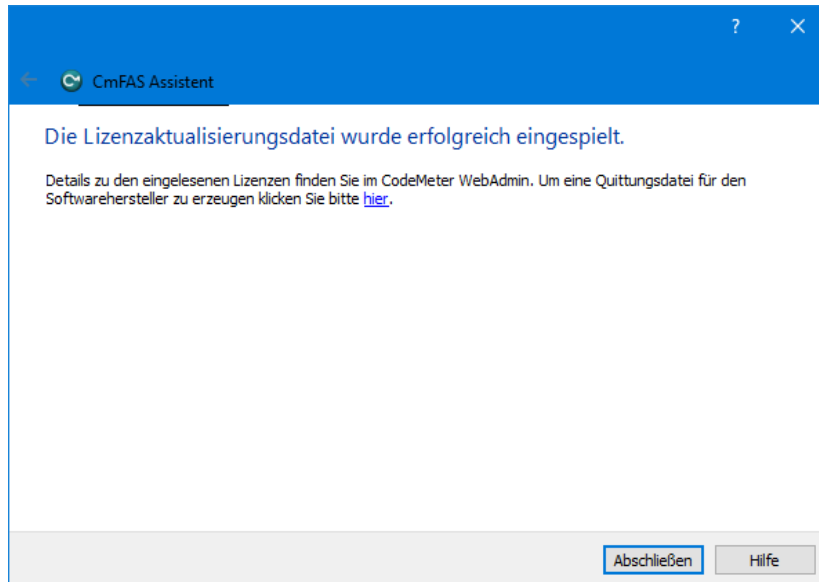 ?
CmFAS Assistent
Die Lizenzaktualisierungsdatei wurde erfolgreich eingespielt.
Details zu den eingelesenen Lizenzen finden Sie im CodeMeter WebAdmin. Um eine Quittungsdatei für den
Softwarehersteller zu erzeugen klicken Sie bitte hier.
Abschließen Hilfe